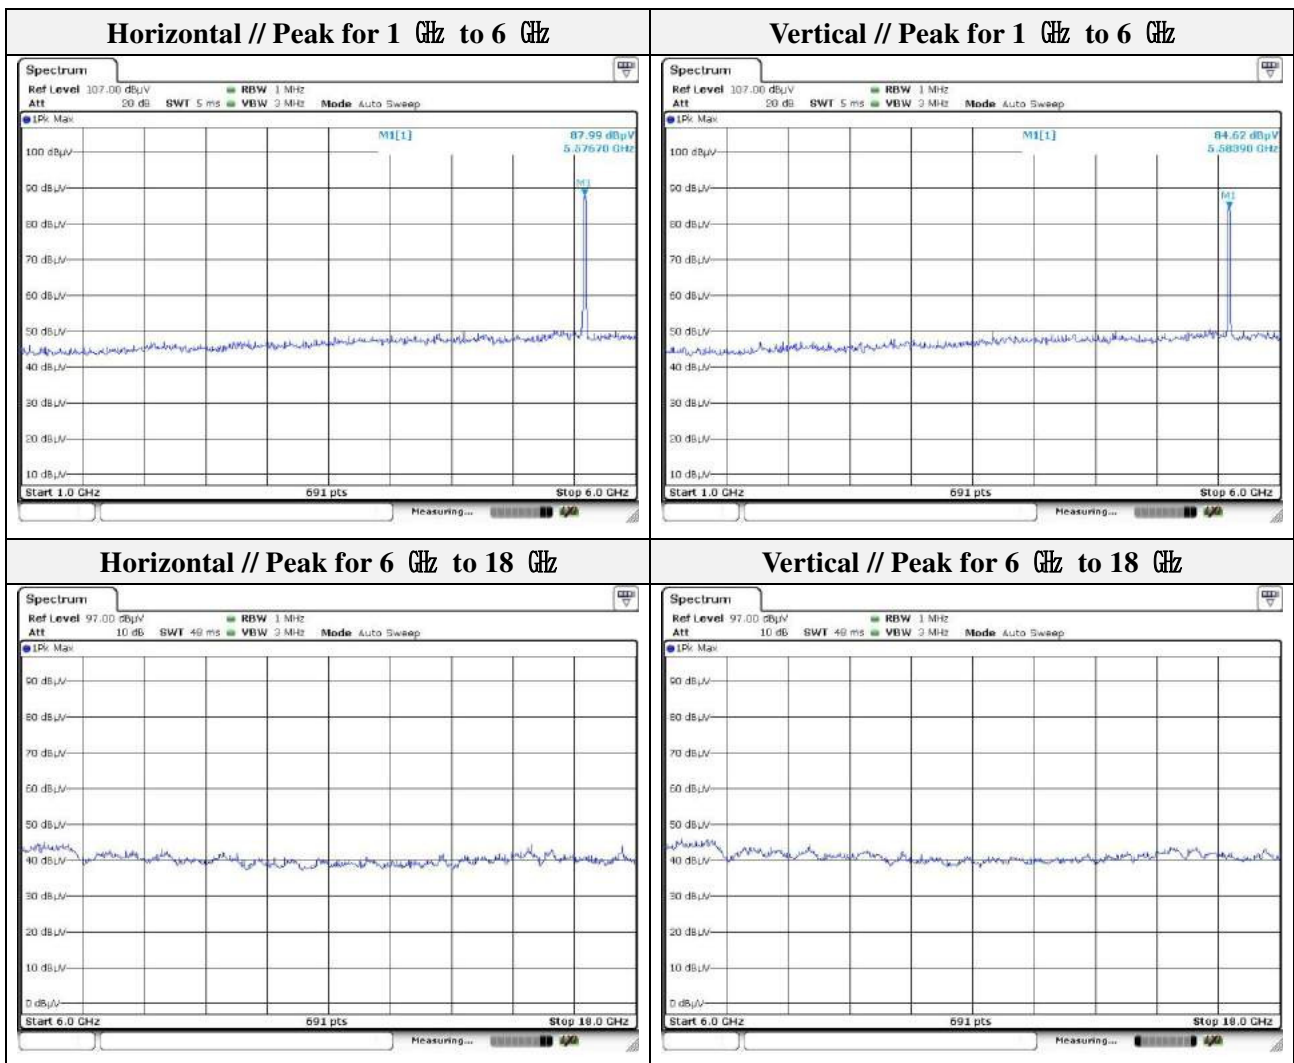 Horizontal // Peak for 1 ㎓ to 6 ㎓
Spectrum
Ref Level 107.00 dBµV RBW 1 MHz
Att 20 dB SWT 5 ms VBW 3 MHz Mode Auto Sweep
1Pk Max
M1[1] 87.99 dBµV
5.57670 GHz
100 dBµV
M1
90 dBµV
80 dBµV
70 dBµV
60 dBµV
50 dBµV
40 dBµV
30 dBµV
20 dBµV
10 dBµV
Start 1.0 GHz 691 pts Stop 6.0 GHz
Measuring...
Vertical // Peak for 1 ㎓ to 6 ㎓
Spectrum
Ref Level 107.00 dBµV RBW 1 MHz
Att 20 dB SWT 5 ms VBW 3 MHz Mode Auto Sweep
1Pk Max
M1[1] 84.62 dBµV
5.58390 GHz
100 dBµV
90 dBµV
M1
80 dBµV
70 dBµV
60 dBµV
50 dBµV
40 dBµV
30 dBµV
20 dBµV
10 dBµV
Start 1.0 GHz 691 pts Stop 6.0 GHz
Measuring...
Horizontal // Peak for 6 ㎓ to 18 ㎓
Spectrum
Ref Level 97.00 dBµV RBW 1 MHz
Att 10 dB SWT 48 ms VBW 3 MHz Mode Auto Sweep
1Pk Max
90 dBµV
80 dBµV
70 dBµV
60 dBµV
50 dBµV
40 dBµV
30 dBµV
20 dBµV
10 dBµV
0 dBµV
Start 6.0 GHz 691 pts Stop 18.0 GHz
Measuring...
Vertical // Peak for 6 ㎓ to 18 ㎓
Spectrum
Ref Level 97.00 dBµV RBW 1 MHz
Att 10 dB SWT 48 ms VBW 3 MHz Mode Auto Sweep
1Pk Max
90 dBµV
80 dBµV
70 dBµV
60 dBµV
50 dBµV
40 dBµV
30 dBµV
20 dBµV
10 dBµV
0 dBµV
Start 6.0 GHz 691 pts Stop 18.0 GHz
Measuring...